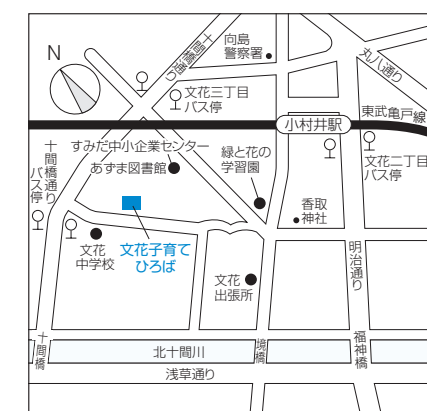 N
十間橋通り
向島
警察署
丸八通り
文花三丁目
バス停
東武亀戸線
小村井駅
十間橋通り
バス停
すみだ中小企業センター
あずま図書館
緑と花の
学習園
文花二丁目
バス停
香取
神社
文花
中学校
文花子育て
ひろば
文花
出張所
明治通り
十間橋
北十間川
境橋
福神橋
浅草通り